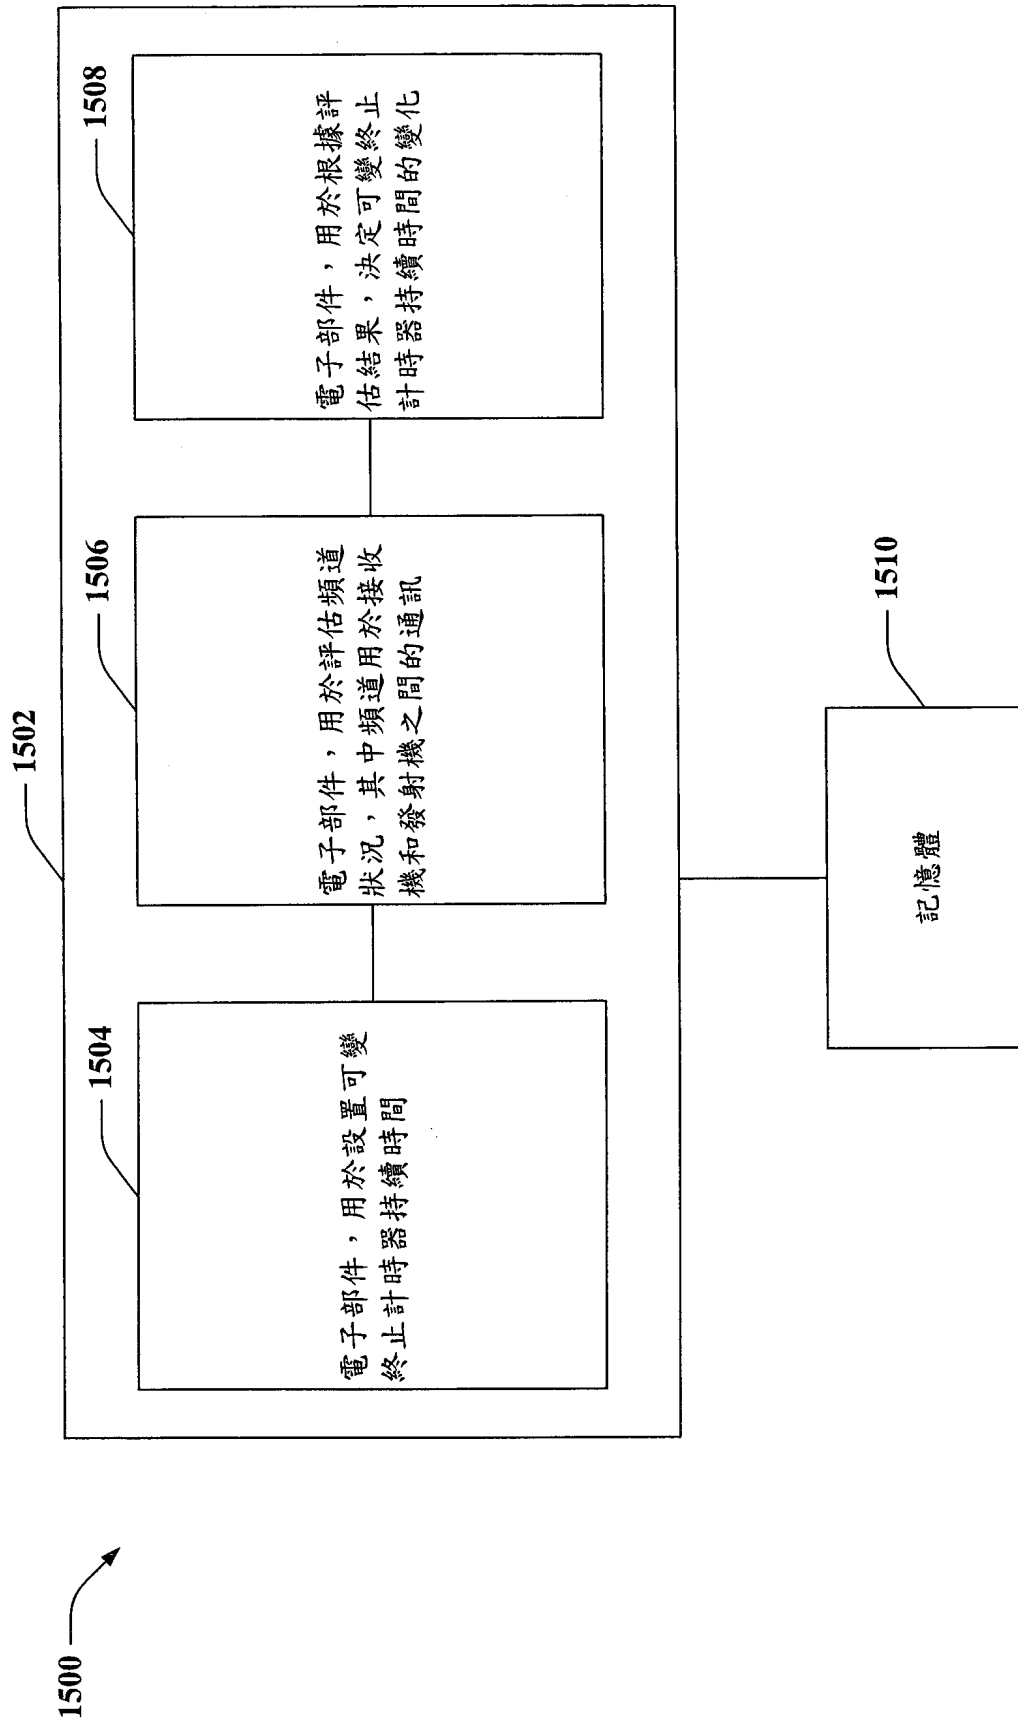 1500
1502
1504
電子部件，用於設置可變
終止計時器持續時間
1506
電子部件，用於評估頻道
狀況，其中頻道用於接收
機和發射機之間的通訊
1508
電子部件，用於根據評
估結果，決定可變終止
計時器持續時間的變化
1510
記憶體